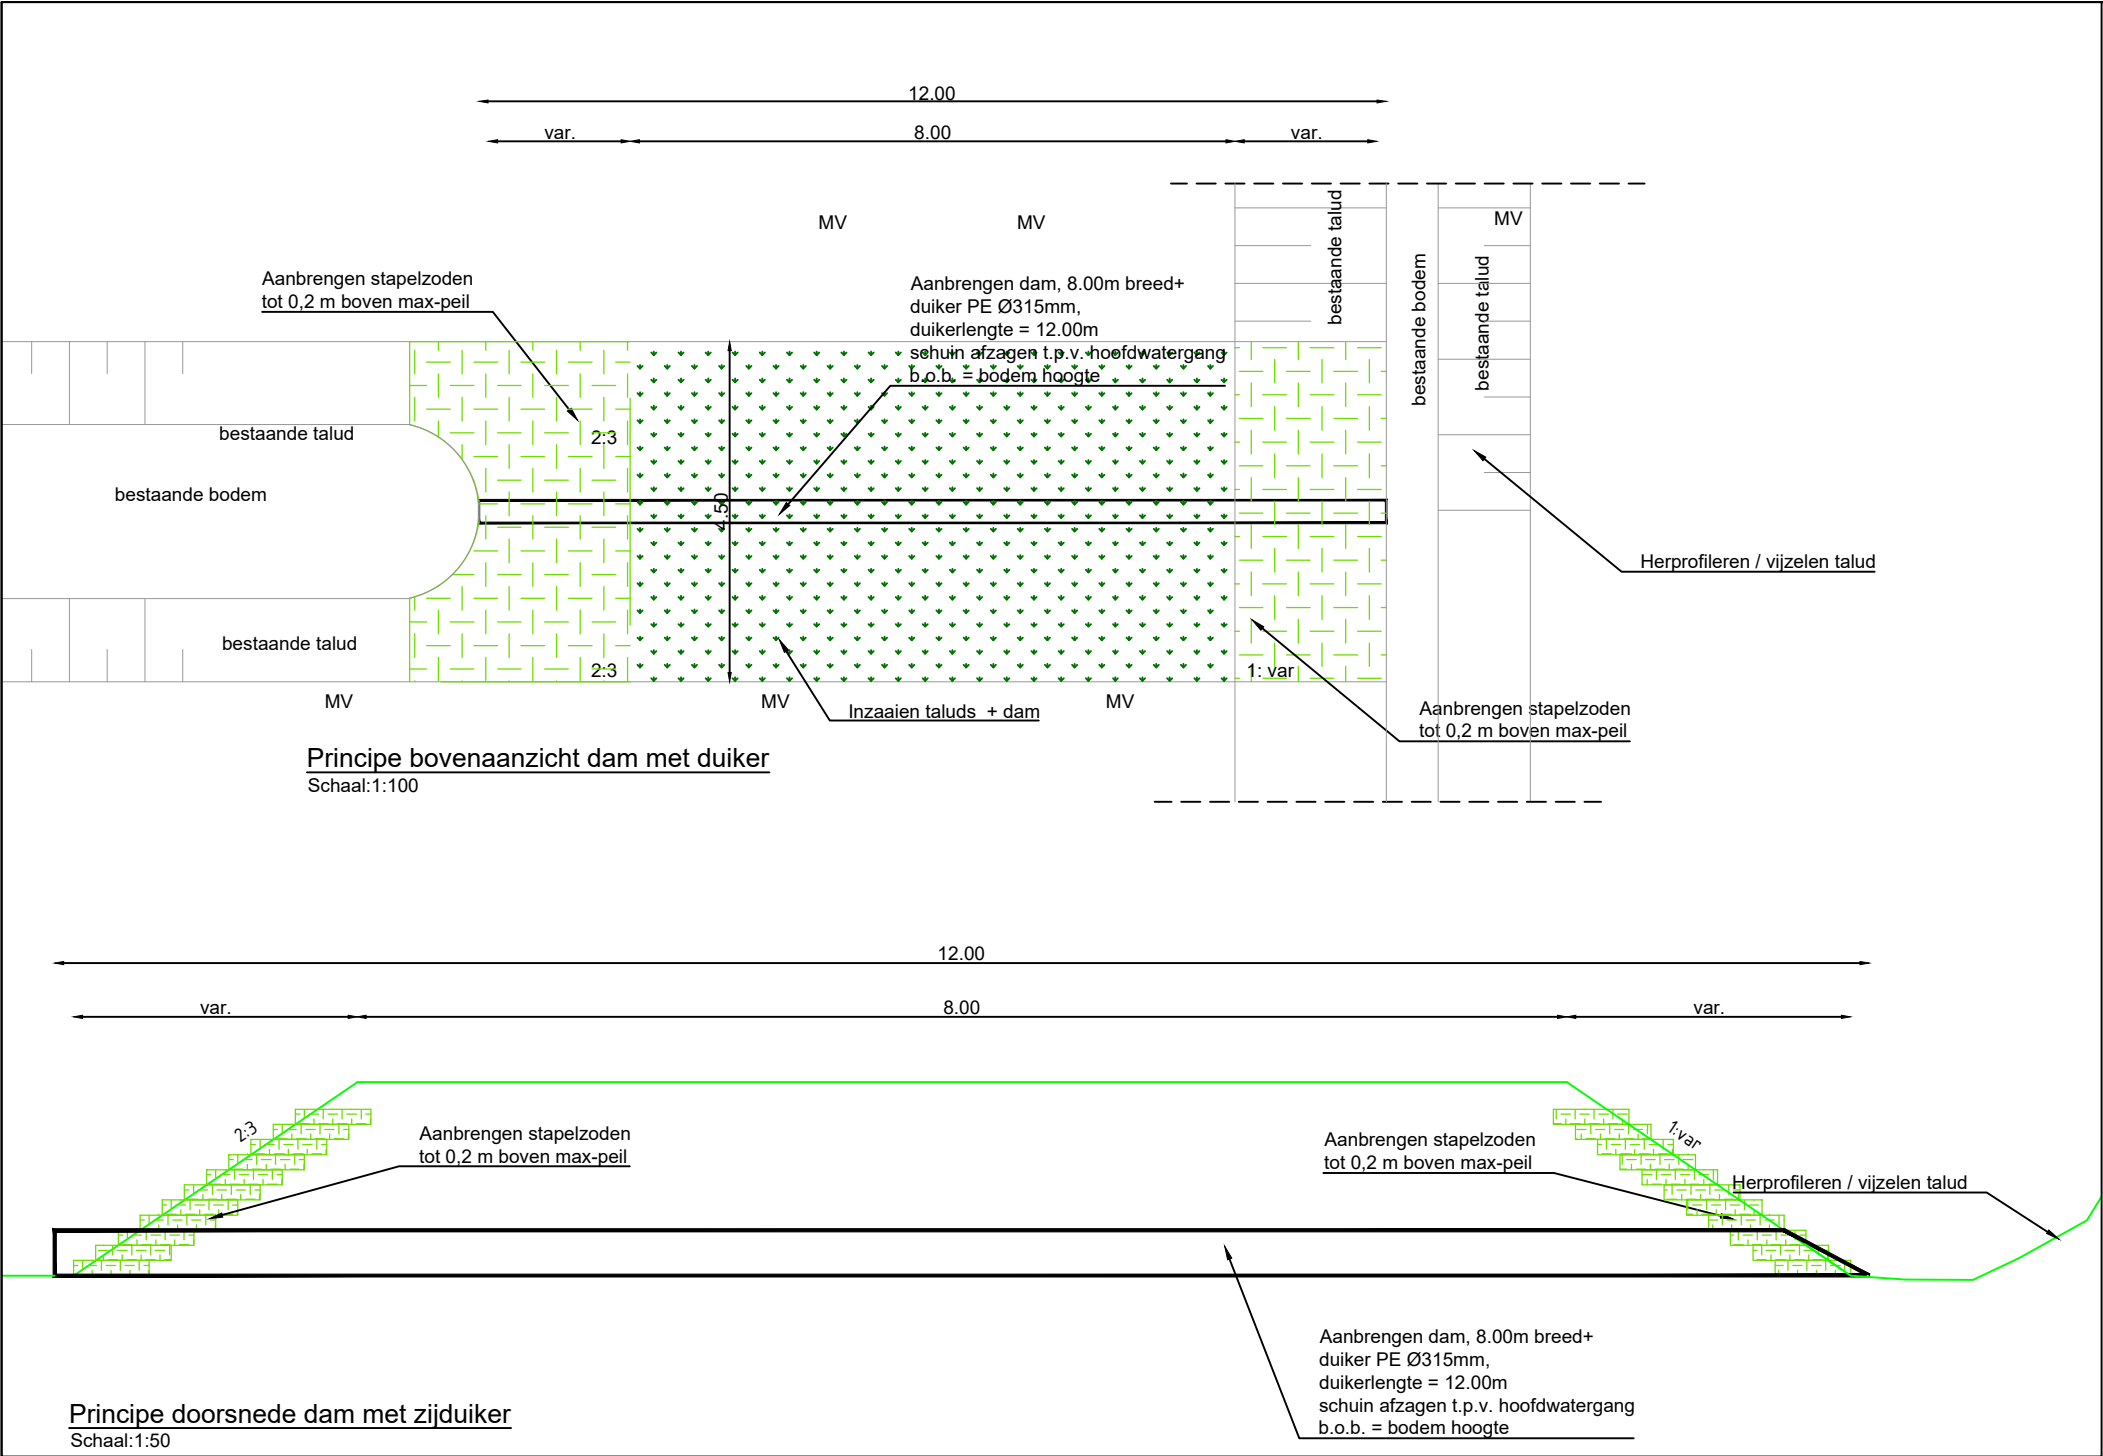 12.00
var.
8.00
var.
MV
MV
MV
bestaande talud
bestaande bodem
bestaande talud
Aanbrengen stapelzoden
tot 0,2 m boven max-peil
Aanbrengen dam, 8.00m breed+
duiker PE Ø315mm,
duikerlengte = 12.00m
schuin afzagen t.p.v. hoofdwatergang
b.o.b. = bodem hoogte
bestaande talud
2:3
bestaande bodem
4.50
Herprofileren / vijzelen talud
bestaande talud
2:3
1: var
MV
MV
MV
Inzaaien taluds + dam
Aanbrengen stapelzoden
tot 0,2 m boven max-peil
Principe bovenaanzicht dam met duiker
Schaal:1:100
12.00
var.
8.00
var.
2:3
Aanbrengen stapelzoden
tot 0,2 m boven max-peil
Aanbrengen stapelzoden
tot 0,2 m boven max-peil
1:var
Herprofileren / vijzelen talud
Aanbrengen dam, 8.00m breed+
duiker PE Ø315mm,
duikerlengte = 12.00m
schuin afzagen t.p.v. hoofdwatergang
b.o.b. = bodem hoogte
Principe doorsnede dam met zijduiker
Schaal:1:50